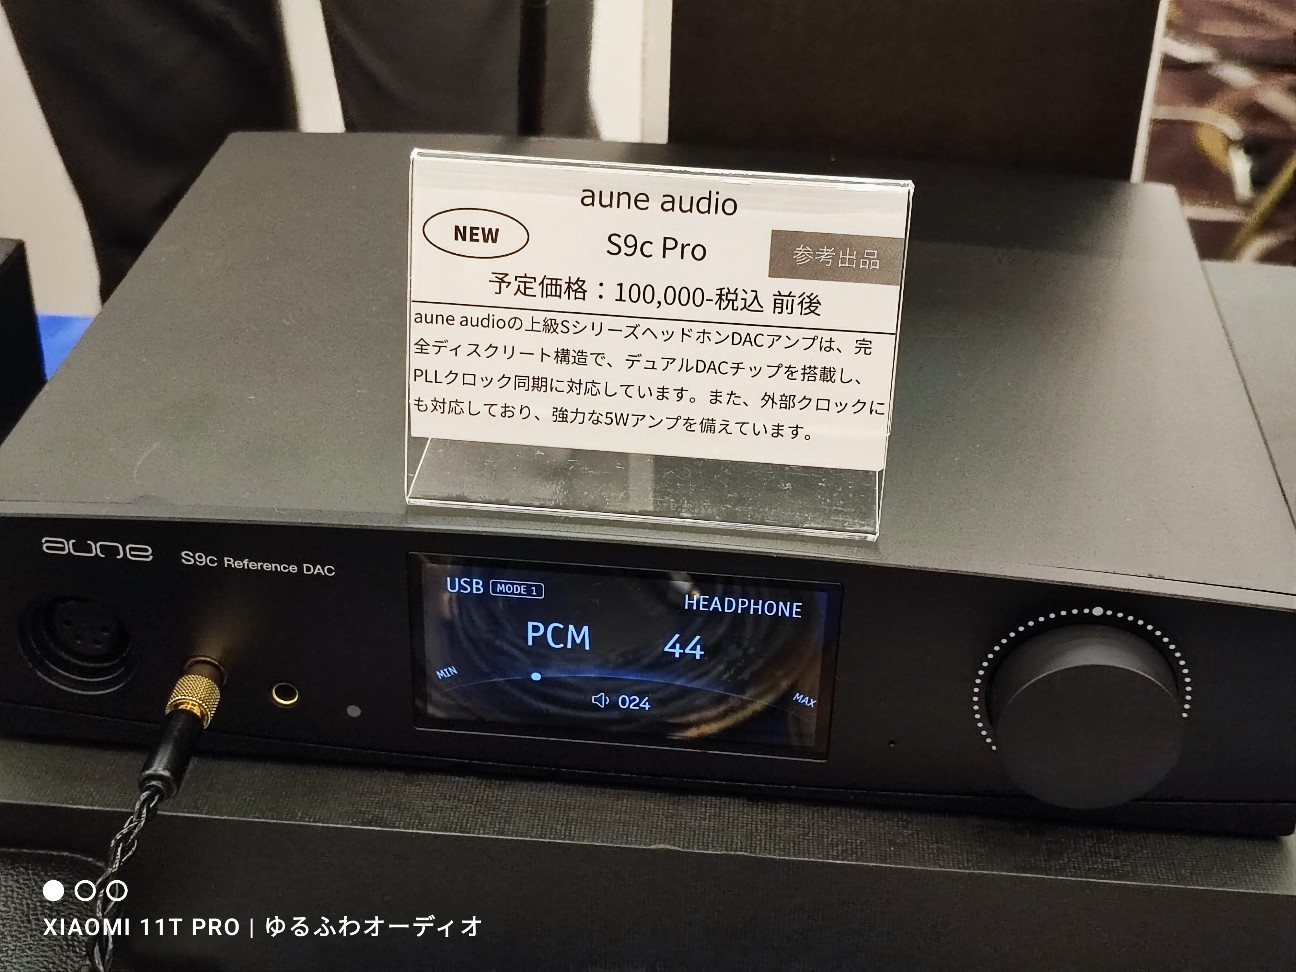 aune audio
NEW
S9c Pro
参考出品
予定価格：100,000-税込 前後
aune audioの上級SシリーズヘッドホンDACアンプは、完
全ディスクリート構造で、デュアルDACチップを搭載し、
PLLクロック同期に対応しています。また、外部クロックに
も対応しており、強力な5Wアンプを備えています。
aune
S9c Reference DAC
USB MODE 1
HEADPHONE
PCM 44
MIN
MAX
024
XIAOMI 11T PRO | ゆるふわオーディオ